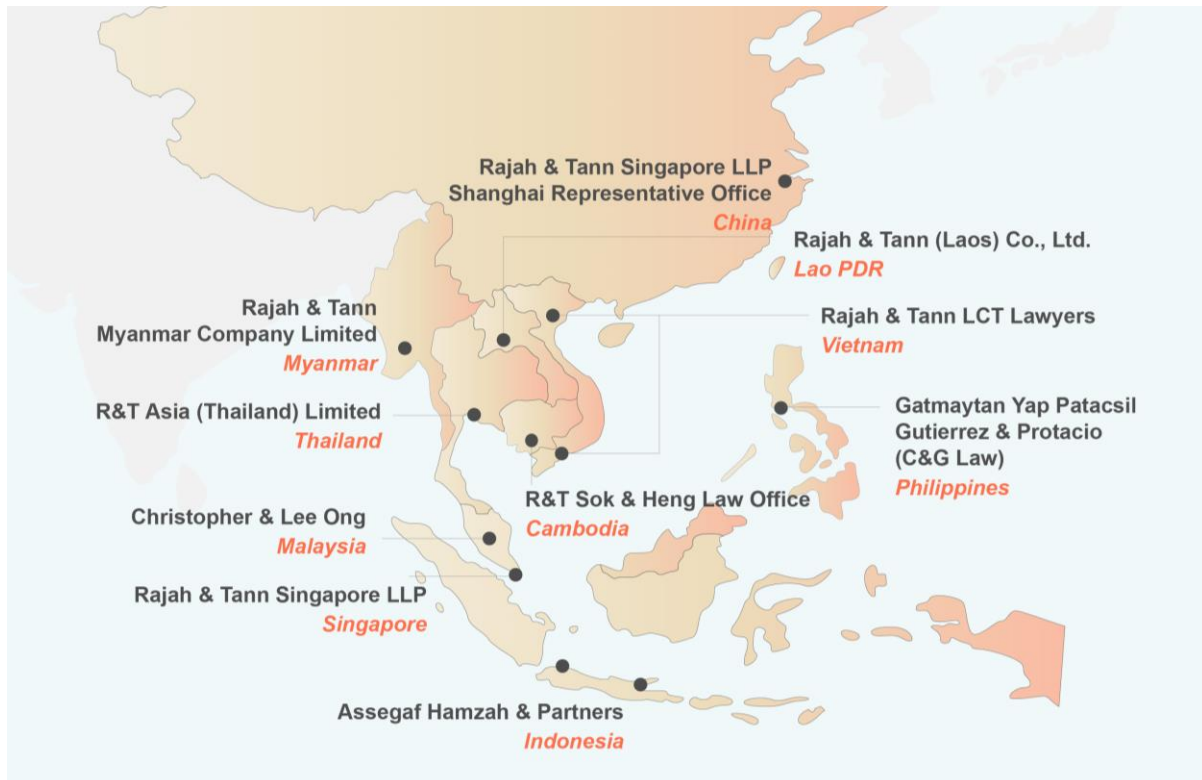 Rajah & Tann Singapore LLP
Shanghai Representative Office
China
Rajah & Tann (Laos) Co., Ltd.
Lao PDR
Rajah & Tann
Myanmar Company Limited
Myanmar
Rajah & Tann LCT Lawyers
Vietnam
R&T Asia (Thailand) Limited
Thailand
Gatmaytan Yap Patacsil
Gutierrez & Protacio
(C&G Law)
Philippines
R&T Sok & Heng Law Office
Cambodia
Christopher & Lee Ong
Malaysia
Rajah & Tann Singapore LLP
Singapore
Assegaf Hamzah & Partners
Indonesia